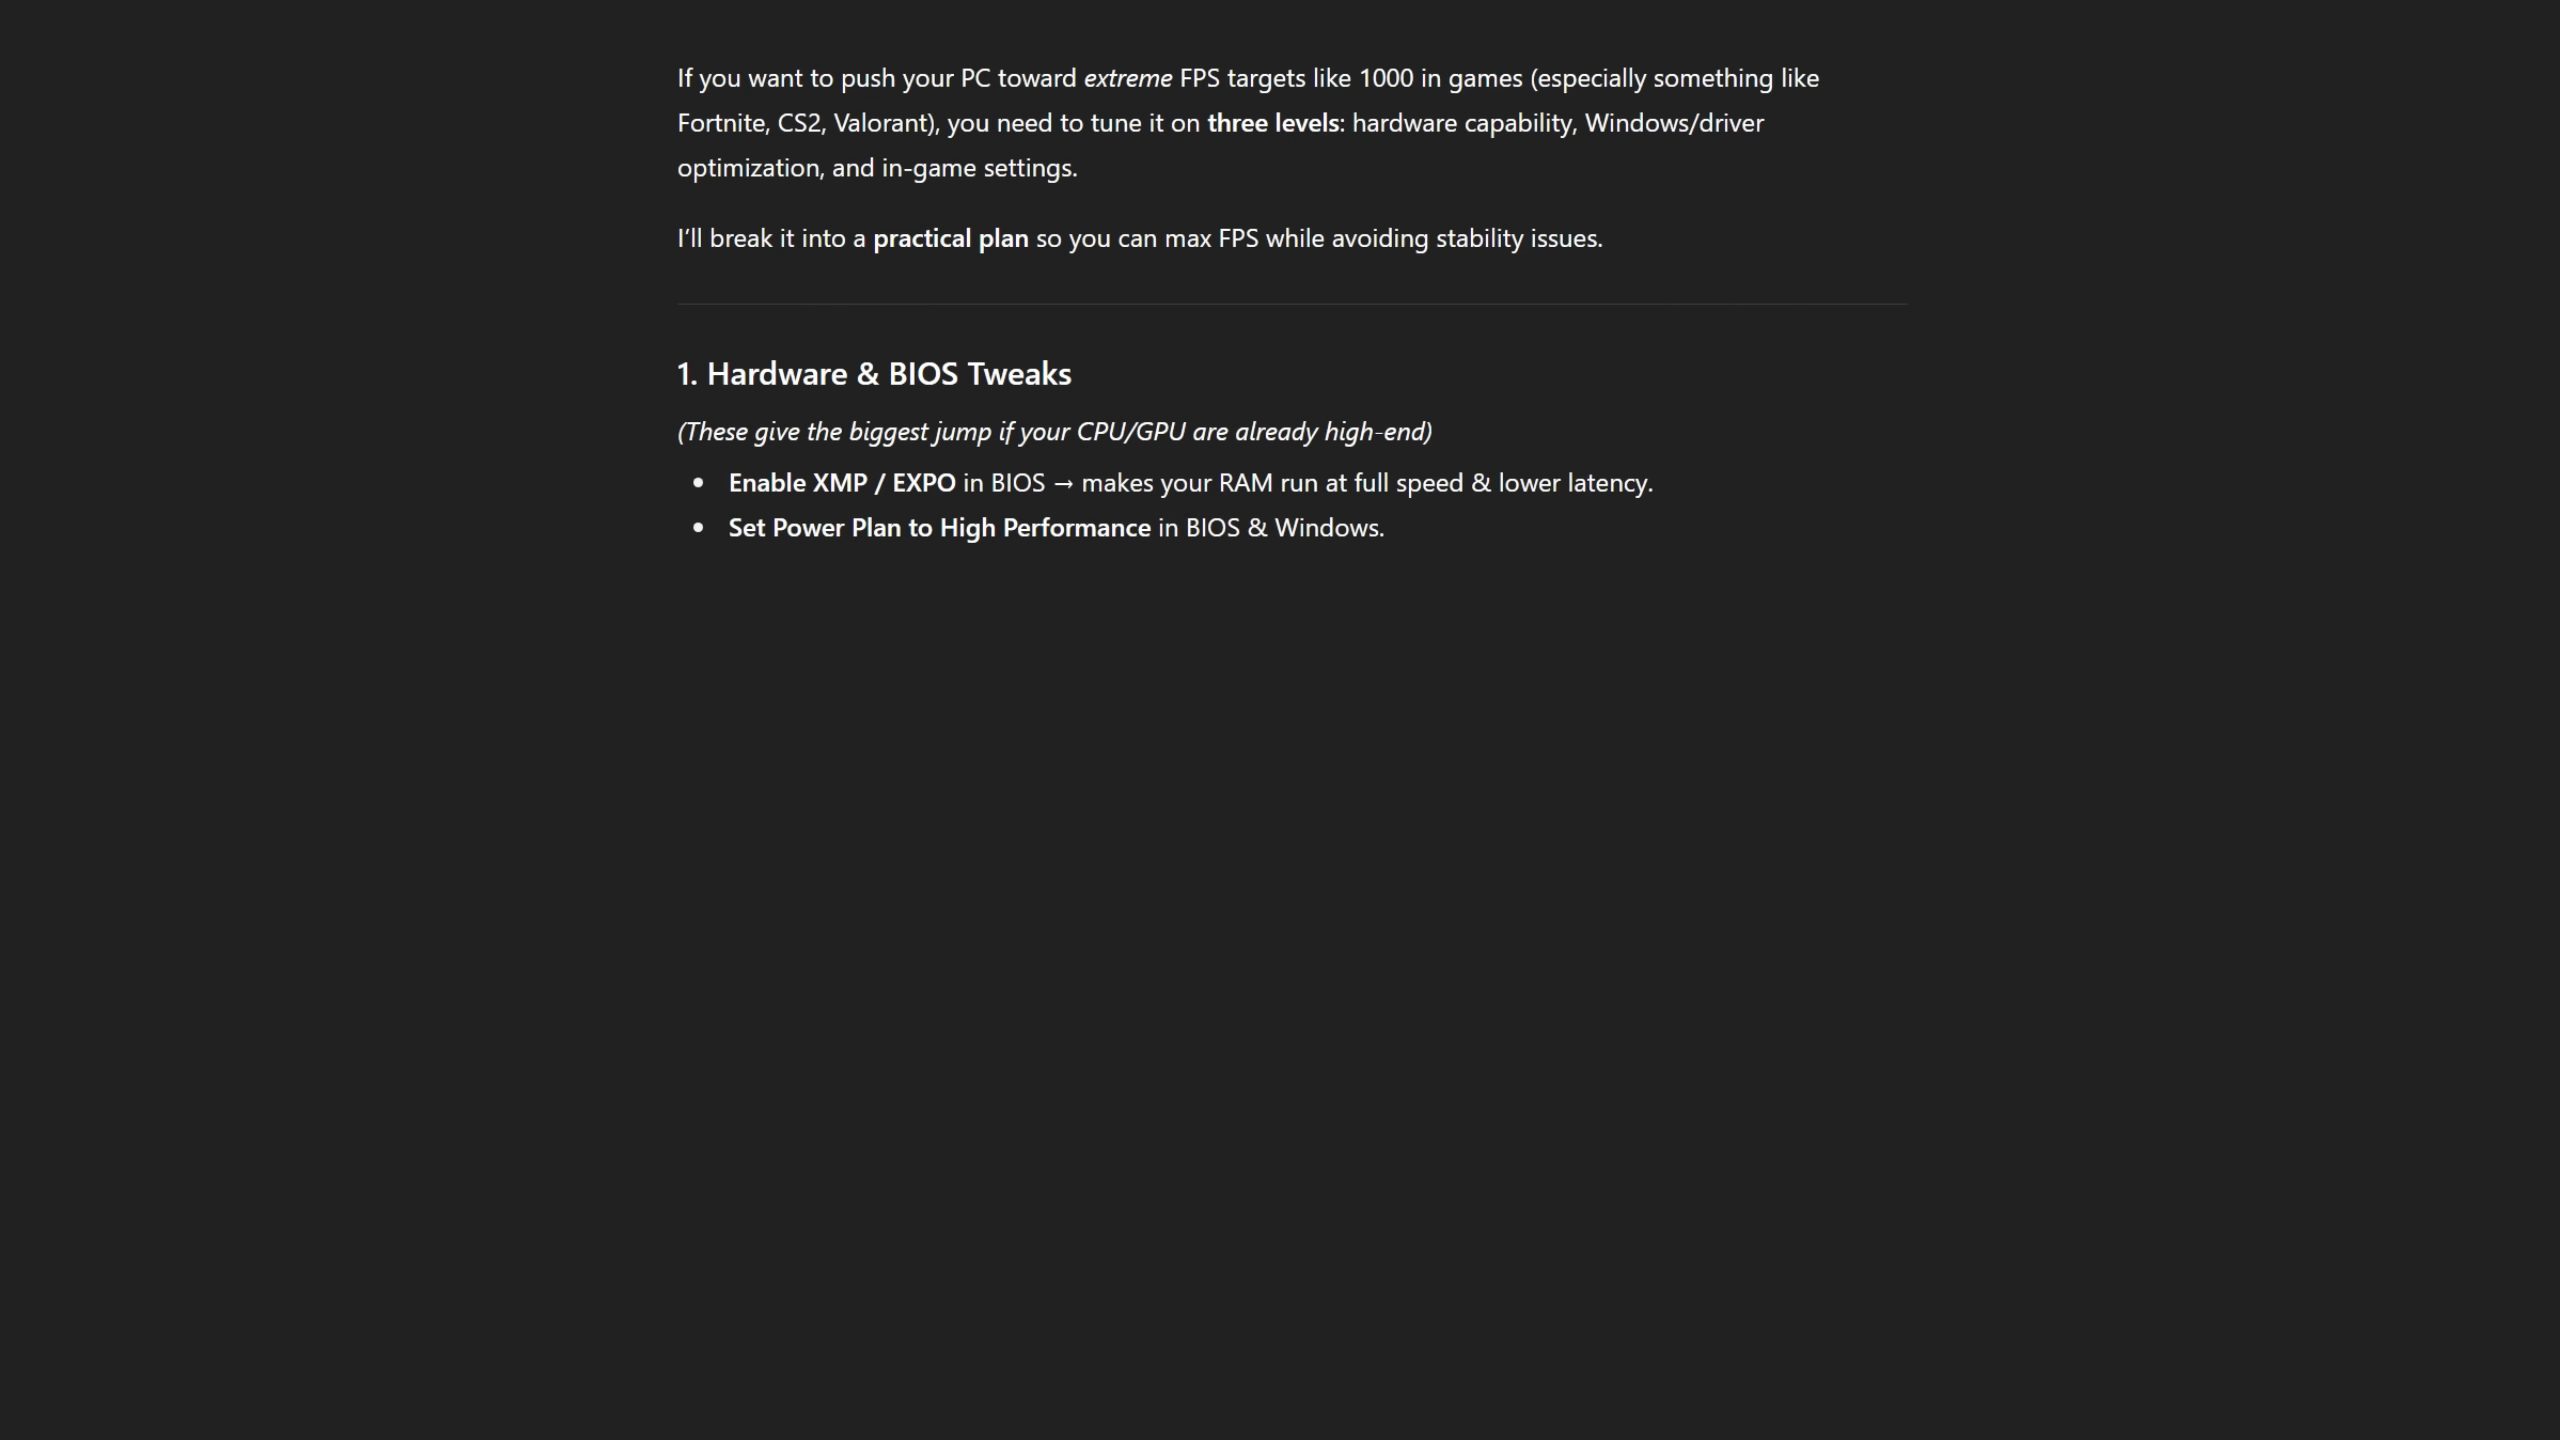 If you want to push your PC toward extreme FPS targets like 1000 in games (especially something like
Fortnite, CS2, Valorant), you need to tune it on three levels: hardware capability, Windows/driver
optimization, and in-game settings.
I’ll break it into a practical plan so you can max FPS while avoiding stability issues.
1. Hardware & BIOS Tweaks
(These give the biggest jump if your CPU/GPU are already high-end)
• Enable XMP / EXPO in BIOS → makes your RAM run at full speed & lower latency.
• Set Power Plan to High Performance in BIOS & Windows.